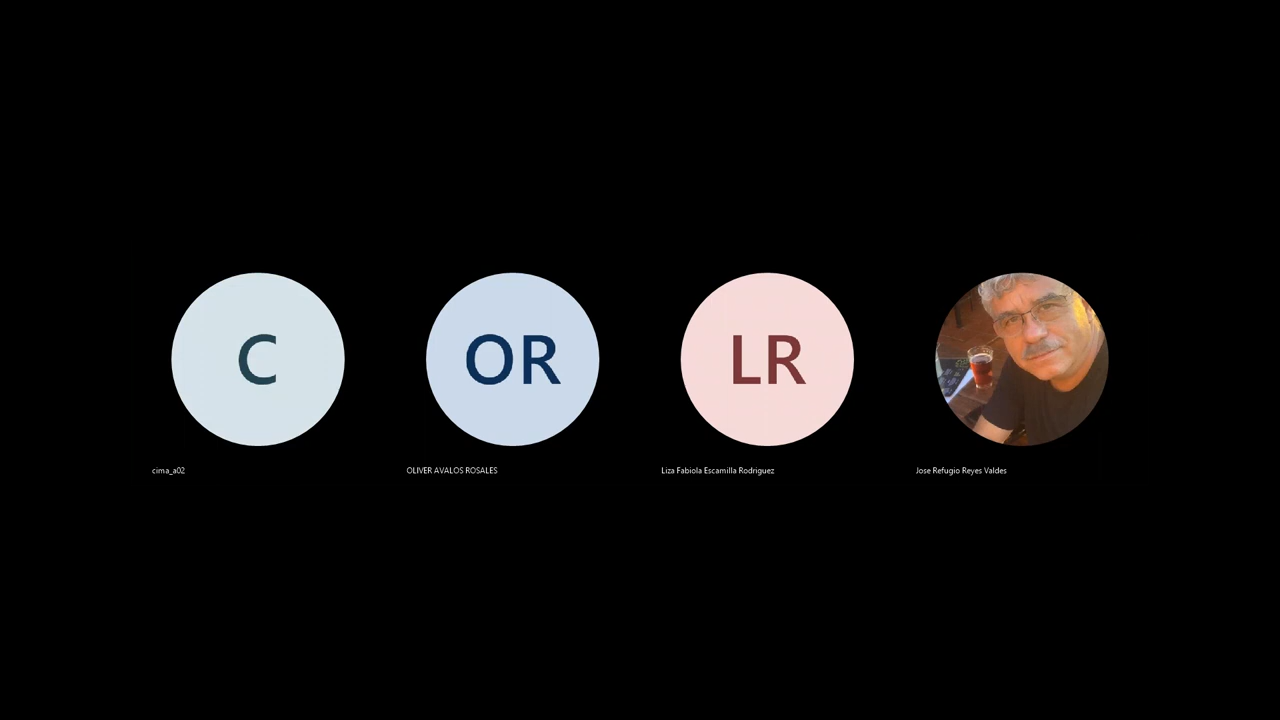 C
OR
LR
cima_a02
OLIVER AVALOS ROSALES
Liza Fabiola Escamilla Rodriguez
Jose Refugio Reyes Valdes